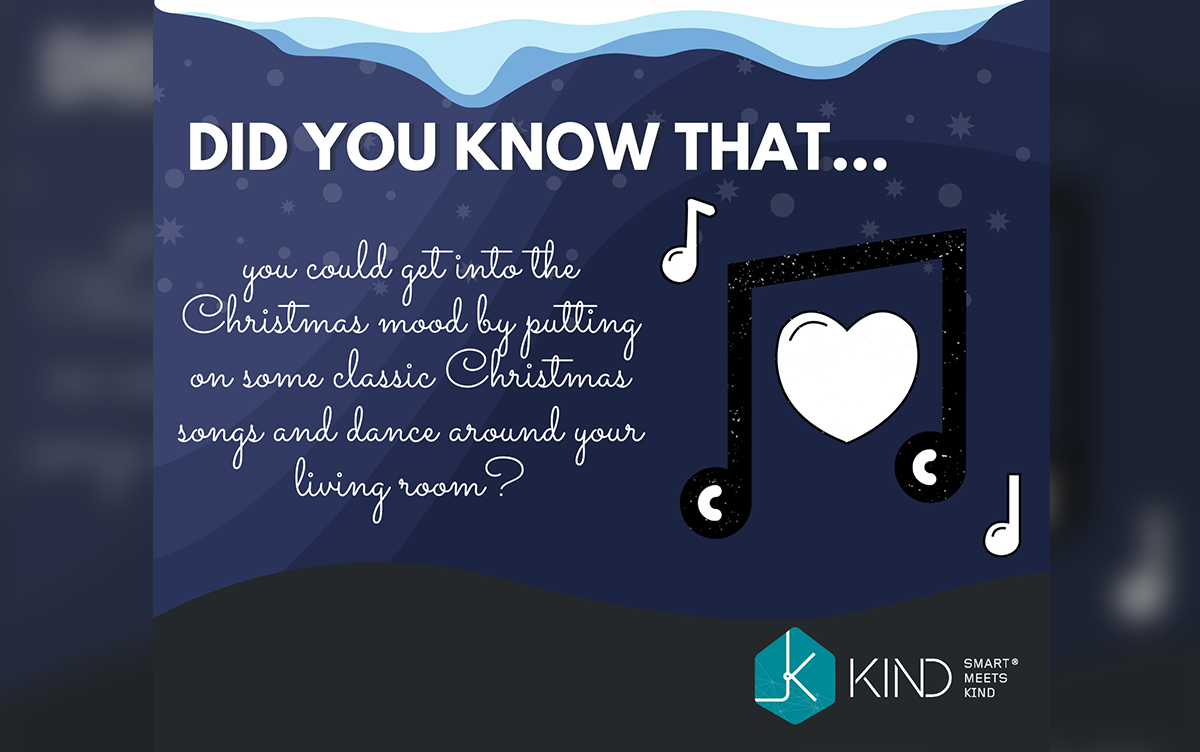 DID YOU KNOW THAT...
you could get into the
Christmas mood by putting
on some classic Christmas
songs and dance around your
living room?
KIND
SMART®
MEETS
KIND